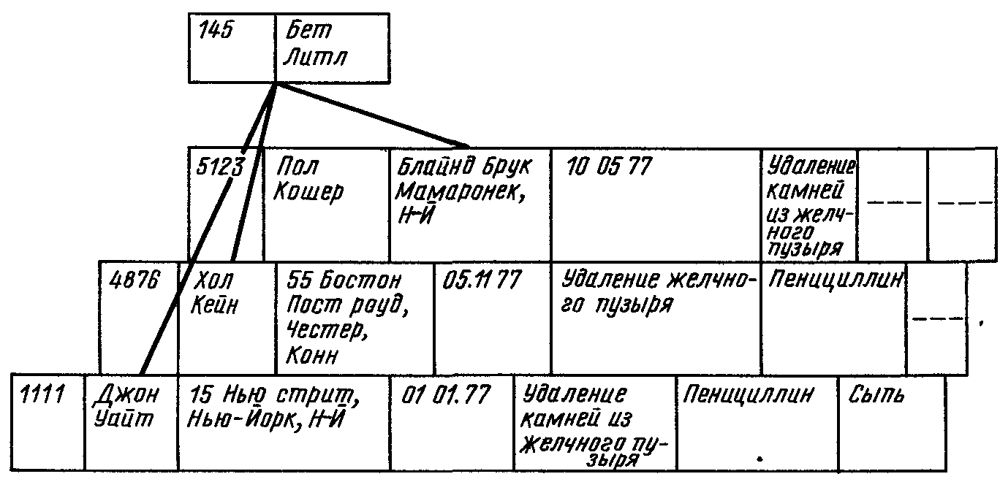 145
Бет
Литл
5123
Пол
Кошер
Блайнд Брук
Мамаронек,
Н-Й
10 05 77
Удаление
камней
из желч-
ного
пузыря
4876
Хол
Кейн
55 Бостон
Пост роуд,
Честер,
Конн
05.11 77
Удаление желчно-
го пузыря
Пенициллин
1111
Джон
Уайт
15 Нью стрит,
Нью-Йорк, Н-Й
01 01.77
Удаление
камней из
желчного пу-
зыря
Пенициллин
Сыпь